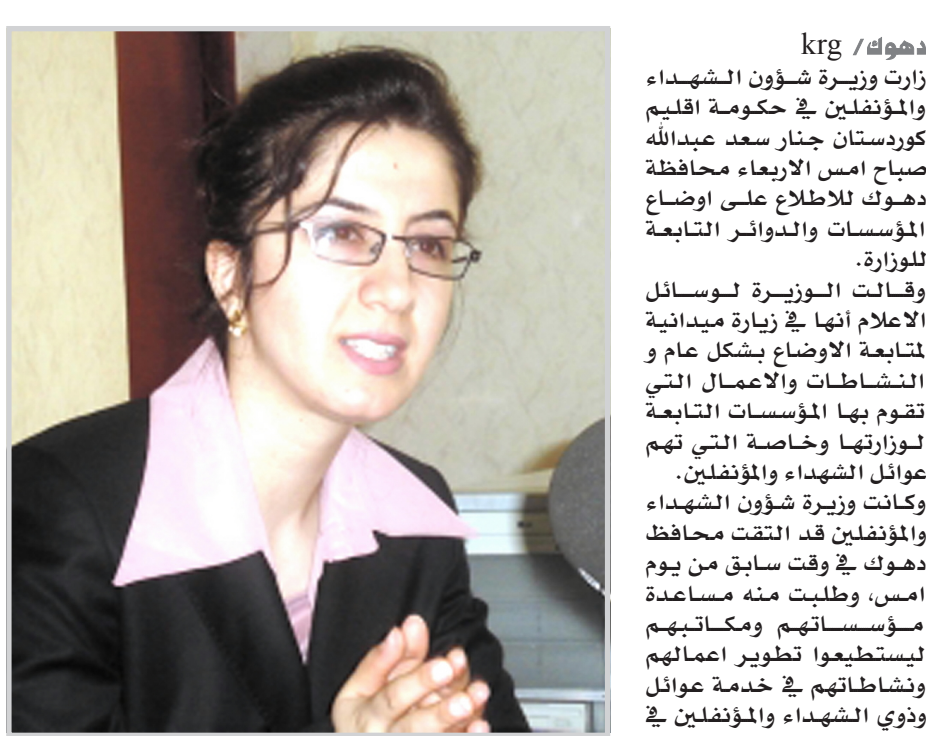 دهوك/ krg
زارت وزيرة شؤون الشهداء
والمؤنفلين في حكومة اقليم
كوردستان جنار سعد عبدالله
صباح امس الاربعاء محافظة
دهوك للاطلاع على اوضاع
المؤسسات والدوائر التابعة
للوزارة.
وقالت الوزيرة لوسائل
الاعلام أنها في زيارة ميدانية
لمتابعة الاوضاع بشكل عام و
النشاطات والاعمال التي
تقوم بها المؤسسات التابعة
لوزارتها وخاصة التي تهم
عوائل الشهداء والمؤنفلين.
وكانت وزيرة شؤون الشهداء
والمؤنفلين قد التقت محافظ
دهوك في وقت سابق من يوم
امس، وطلبت منه مساعدة
مؤسساتهم ومكاتبهم
ليستطيعوا تطوير اعمالهم
ونشاطاتهم في خدمة عوائل
وذوي الشهداء والمؤنفلين في